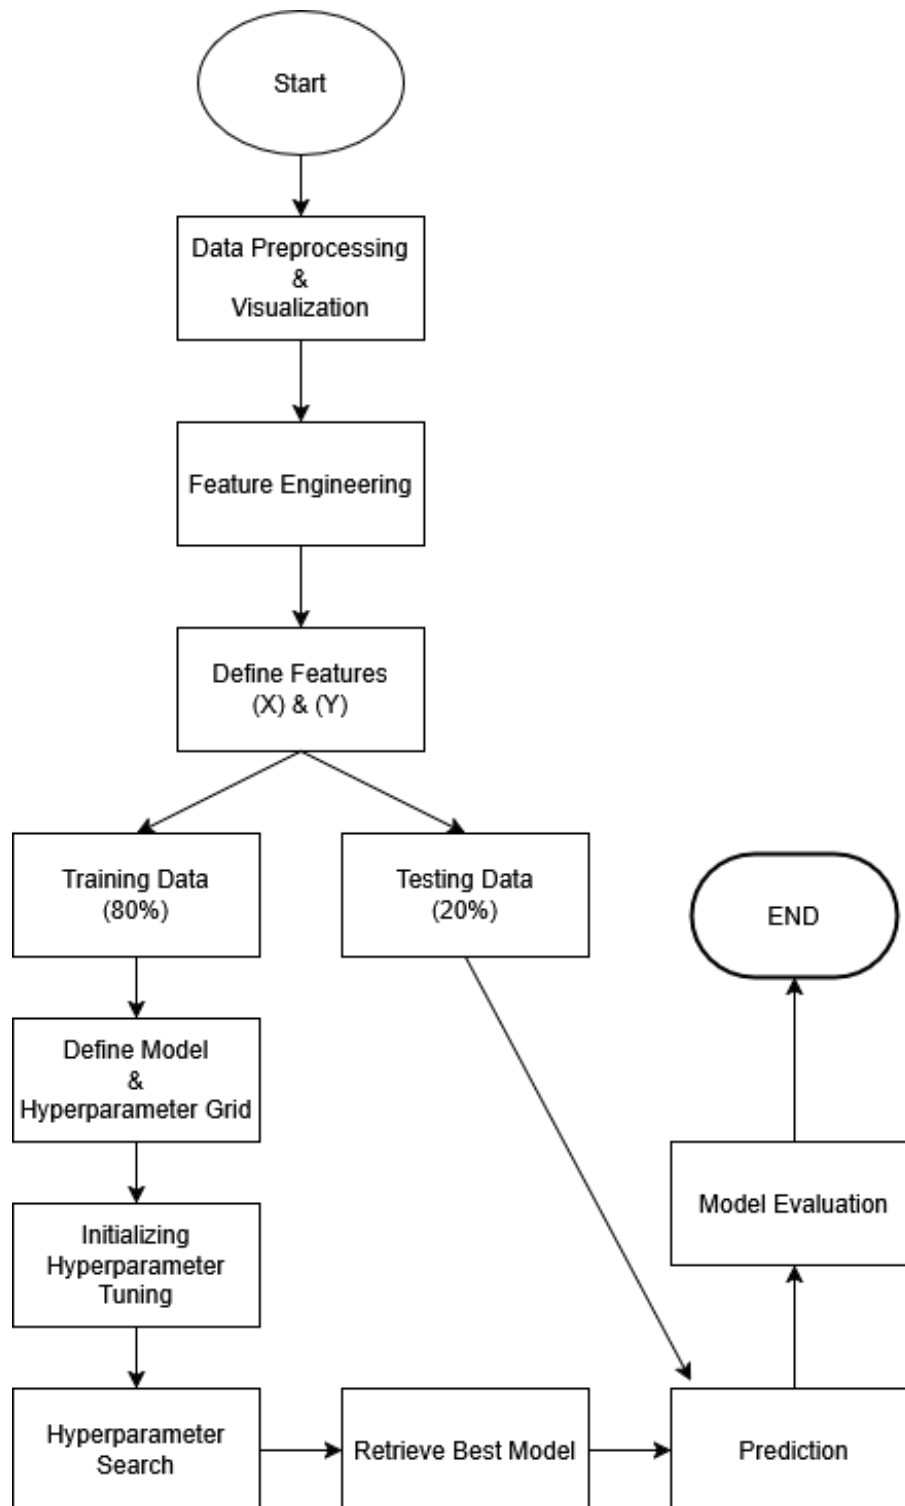 Start
Data Preprocessing
&
Visualization
Feature Engineering
Define Features
(X) & (Y)
Training Data
(80%)
Testing Data
(20%)
END
Define Model
&
Hyperparameter Grid
Initializing
Hyperparameter
Tuning
Model Evaluation
Hyperparameter
Search
Retrieve Best Model
Prediction